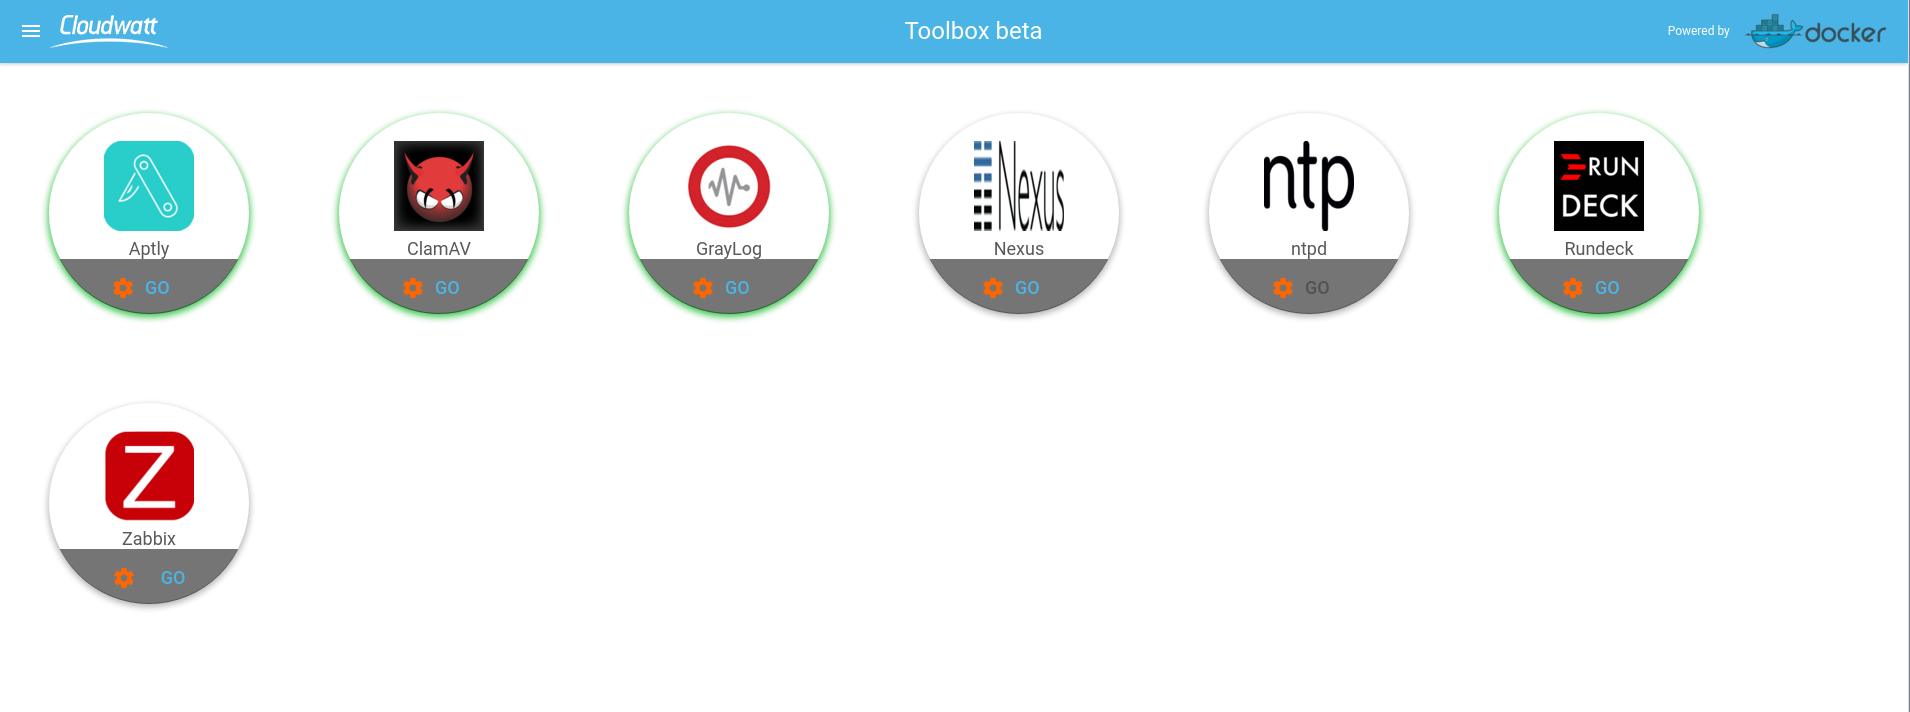 Cloudwatt
Toolbox beta
Powered by
docker
Aptly
GO
ClamAV
GO
GrayLog
GO
Nexus
Nexus
GO
ntp
ntpd
GO
RUN
DECK
Rundeck
GO
Z
Zabbix
GO